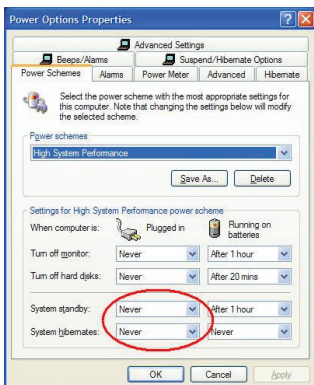 Power Options Properties
Advanced Settings
Beeps/Alarms
Suspend/Hibernate Options
Power Schemes
Alarms
Power Meter
Advanced
Hibernate
Select the power scheme with the most appropriate settings for
this computer. Note that changing the settings below will modify
the selected scheme.
Power schemes
High System Performance
Save As...
Delete
Settings for High System Performance power scheme
When computer is:
Plugged in
Running on
batteries
Turn off monitor:
Never
After 1 hour
Turn off hard disks:
Never
After 20 mins
System standby:
Never
After 1 hour
System hibernates:
Never
Never
OK
Cancel
Apply